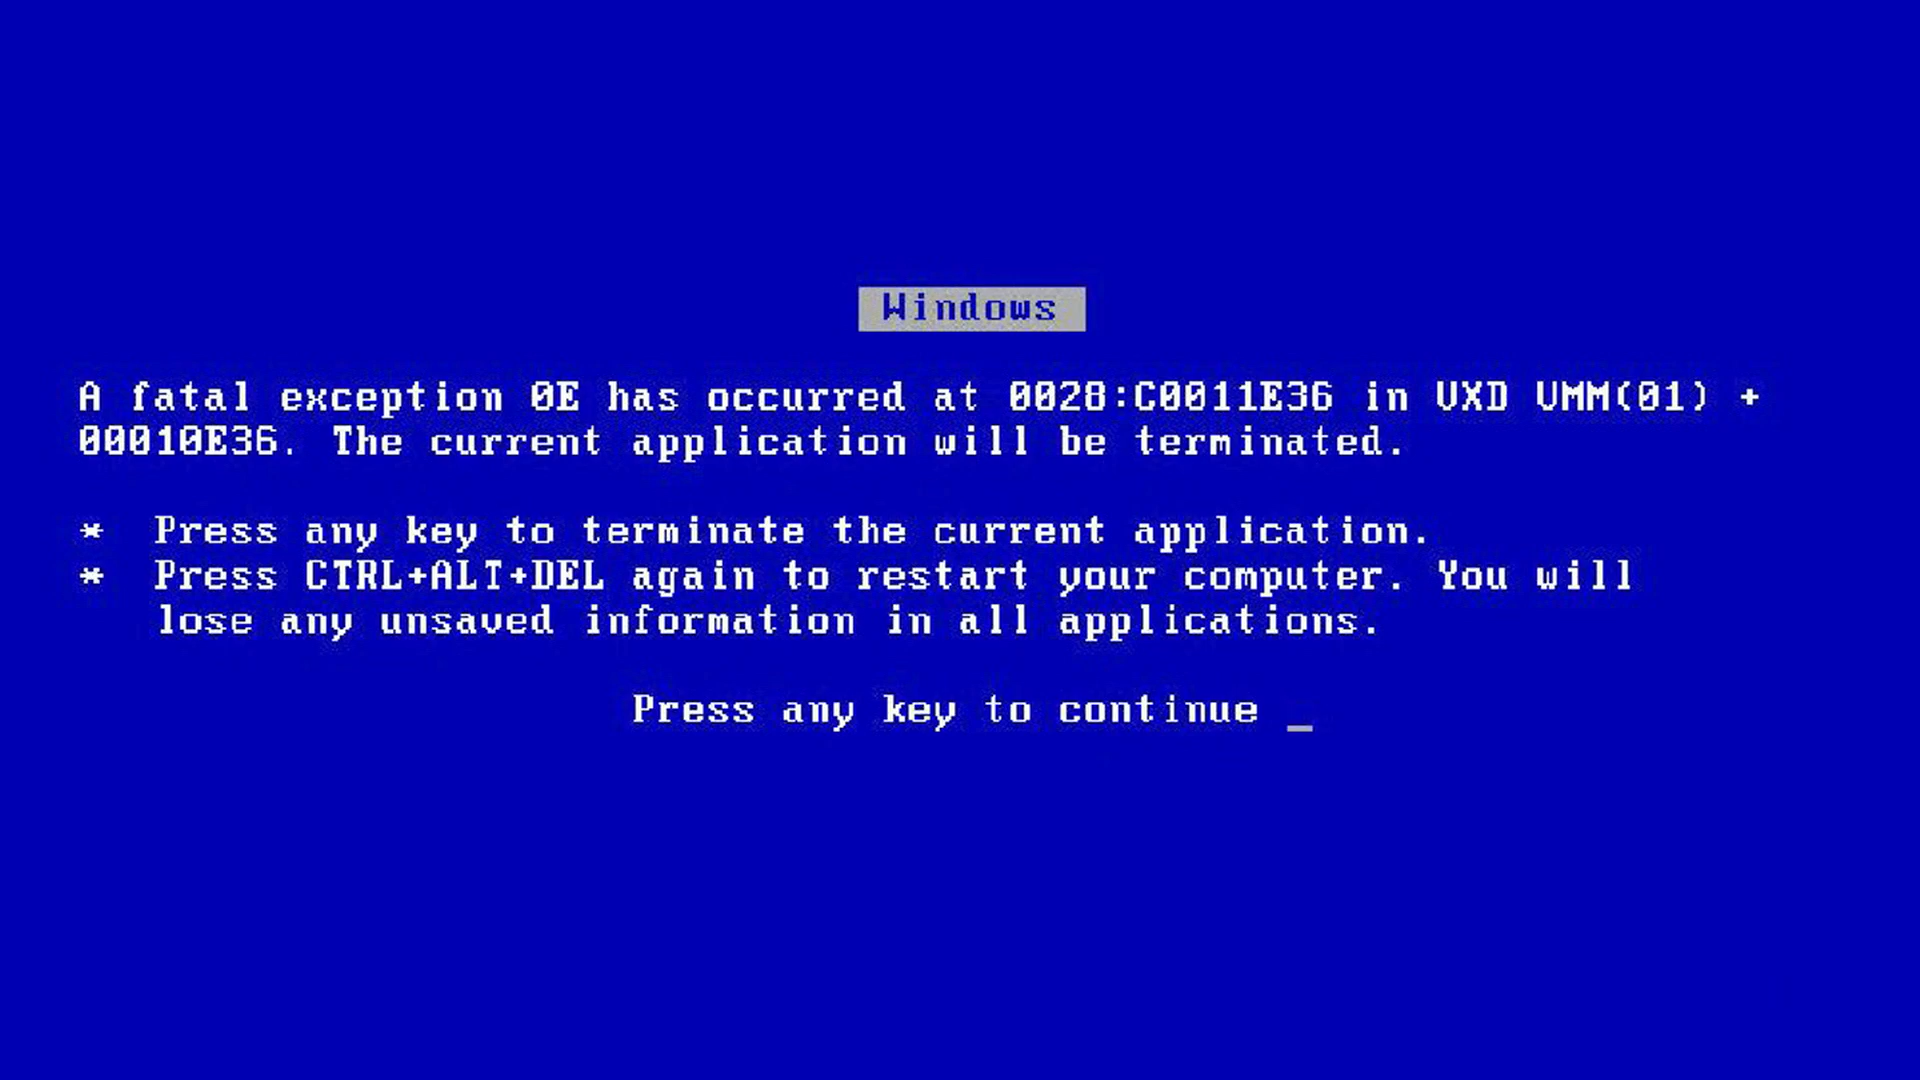 Windows
A fatal exception 0E has occurred at 0028:C0011E36 in VXD VMM(01) +
00010E36. The current application will be terminated.
* Press any key to terminate the current application.
* Press CTRL+ALT+DEL again to restart your computer. You will
lose any unsaved information in all applications.
Press any key to continue _